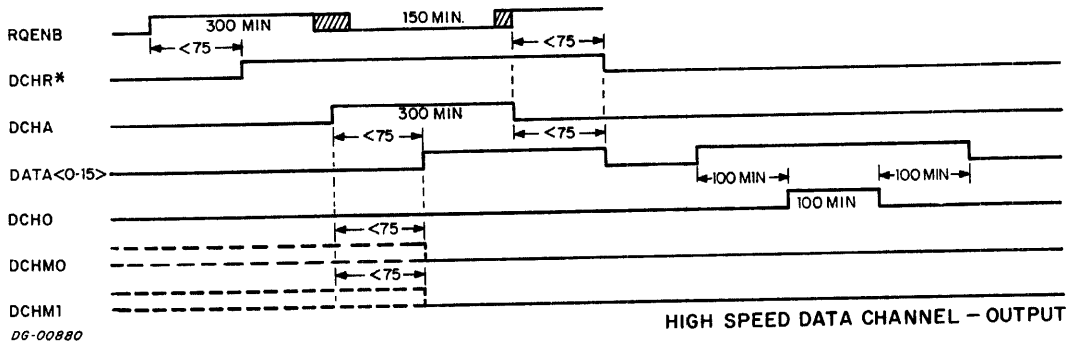 RQENB
300 MIN
150 MIN.
<75
<75
DCHR*
DCHA
300 MIN
<75
<75
DATA<0-15>
100 MIN
100 MIN
DCHO
100 MIN
<75
DCHM0
<75
DCHM1
DG-00880
HIGH SPEED DATA CHANNEL – OUTPUT